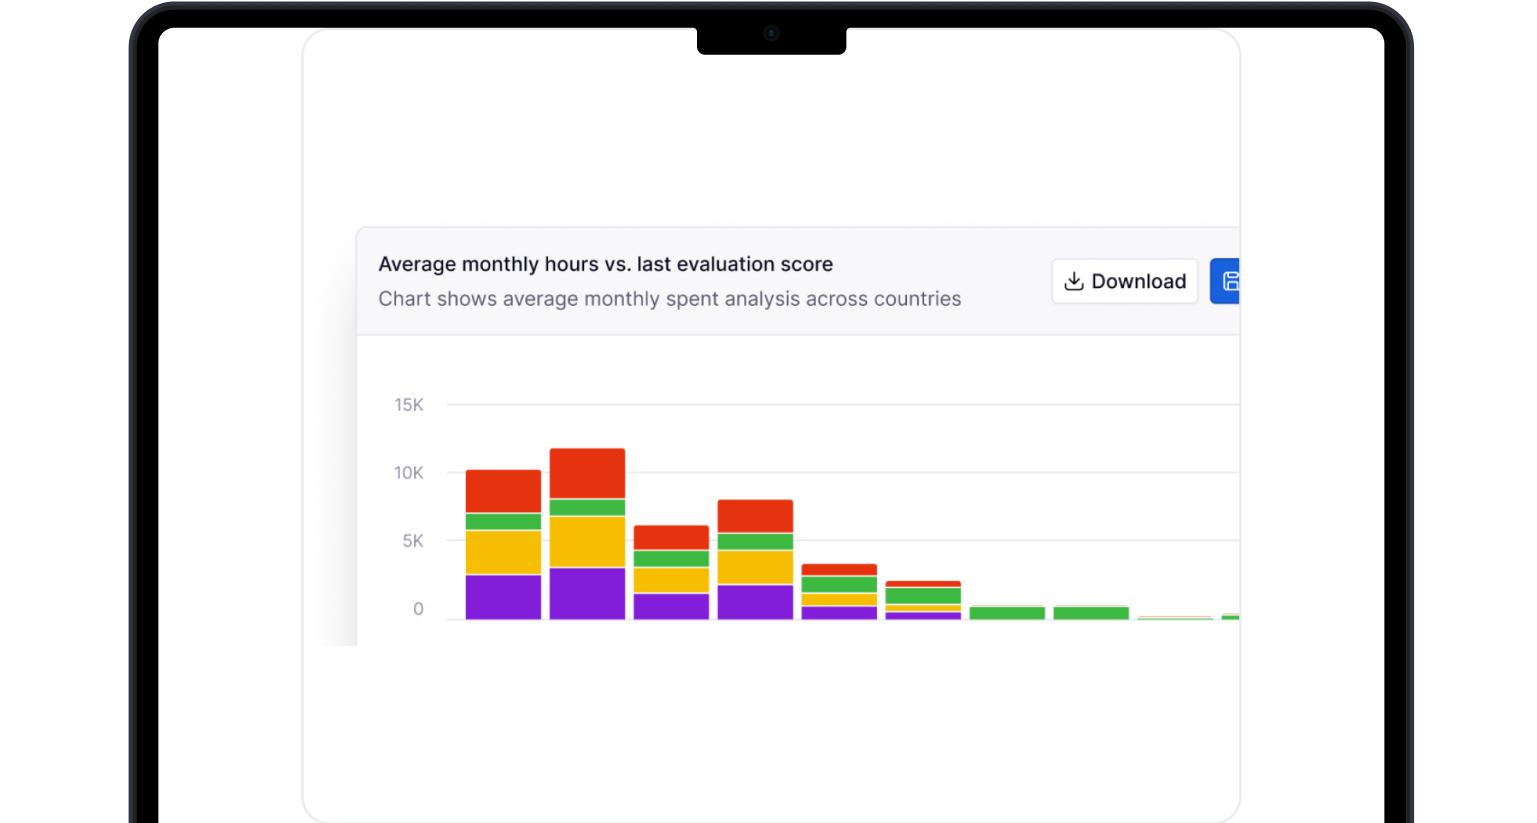 Average monthly hours vs. last evaluation score
Chart shows average monthly spent analysis across countries
Download
15K
10K
5K
0